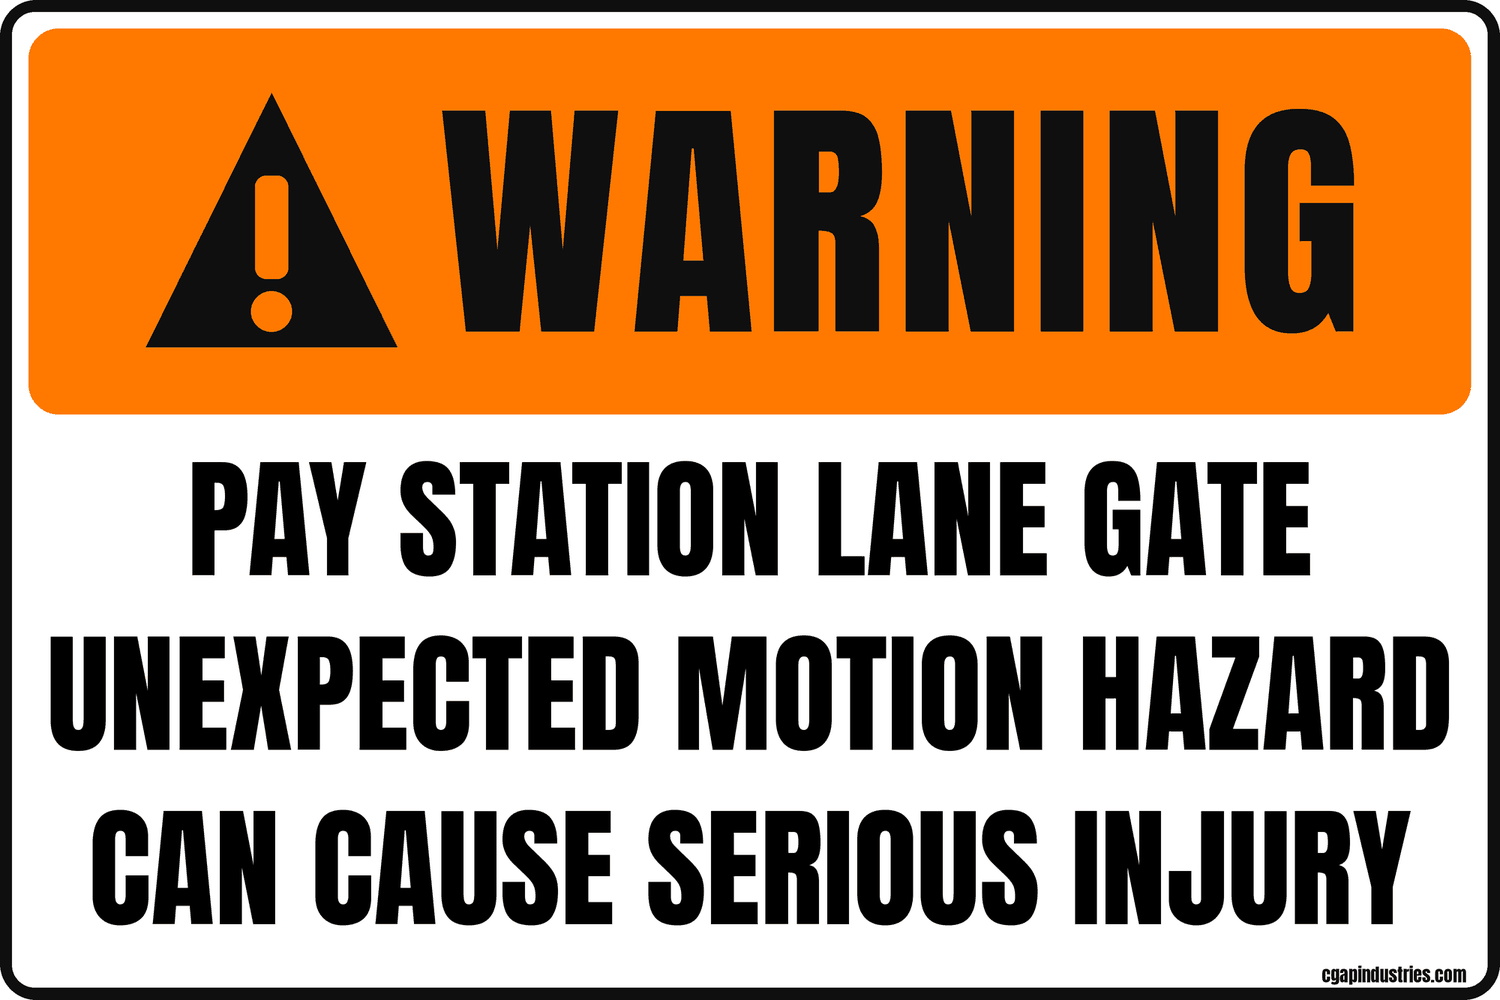 WARNING
PAY STATION LANE GATE
UNEXPECTED MOTION HAZARD
CAN CAUSE SERIOUS INJURY
cgapindustries.com